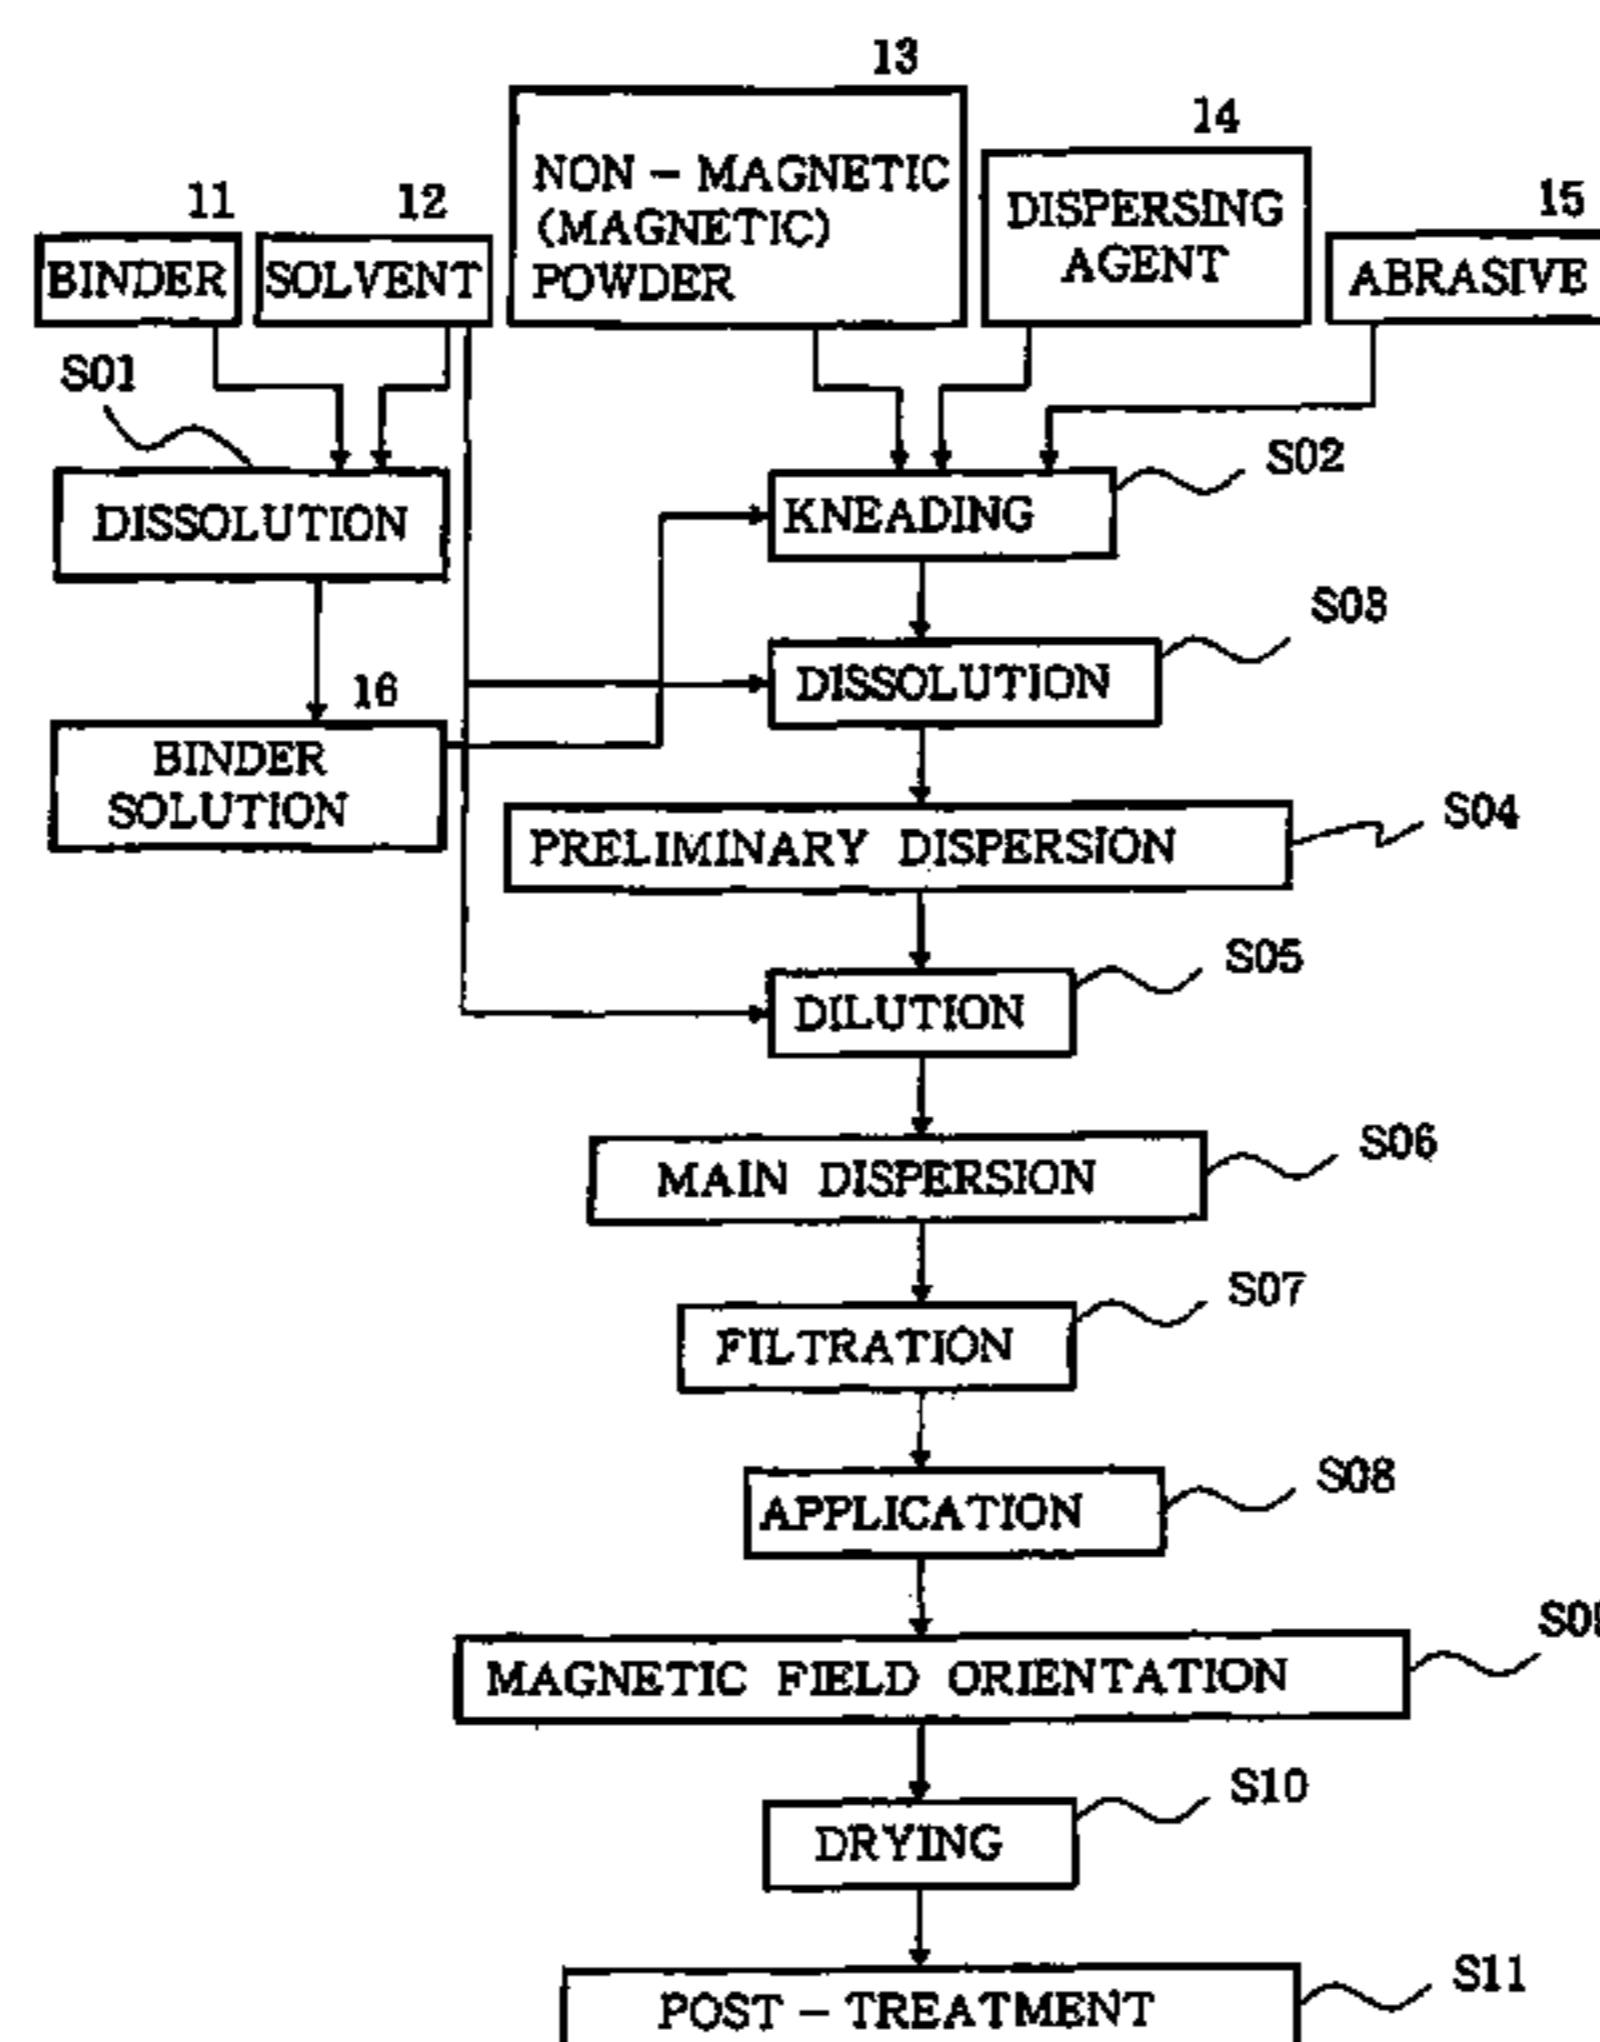 13
14
NON - MAGNETIC
(MAGNETIC)
POWDER
DISPERSING
AGENT
11
12
15
BINDER
SOLVENT
ABRASIVE
S01
S02
DISSOLUTION
KNEADING
S03
DISSOLUTION
16
BINDER
SOLUTION
S04
PRELIMINARY DISPERSION
S05
DILUTION
S06
MAIN DISPERSION
S07
FILTRATION
S08
APPLICATION
MAGNETIC FIELD ORIENTATION
S10
DRYING
S11
POST - TREATMENT